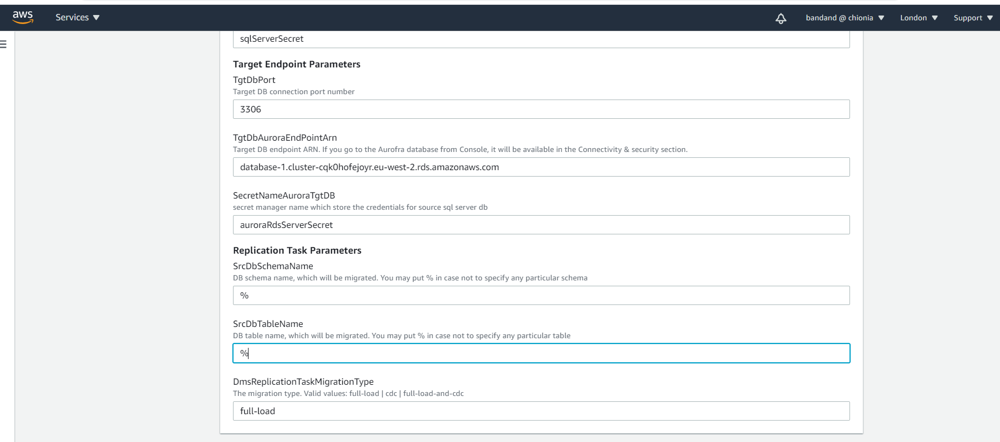 aws
Services
bandand @ chionia
London
Support
sqlServerSecret
Target Endpoint Parameters
TgtDbPort
Target DB connection port number
3306
TgtDbAuroraEndPointArn
Target DB endpoint ARN. If you go to the Aurofra database from Console, it will be available in the Connectivity & security section.
database-1.cluster-cqk0hofejoyr.eu-west-2.rds.amazonaws.com
SecretNameAuroraTgtDB
secret manager name which store the credentials for source sql server db
auroraRdsServerSecret
Replication Task Parameters
SrcDbSchemaName
DB schema name, which will be migrated. You may put % in case not to specify any particular schema
%
SrcDbTableName
DB table name, which will be migrated. You may put % in case not to specify any particular table
%
DmsReplicationTaskMigrationType
The migration type. Valid values: full-load | cdc | full-load-and-cdc
full-load